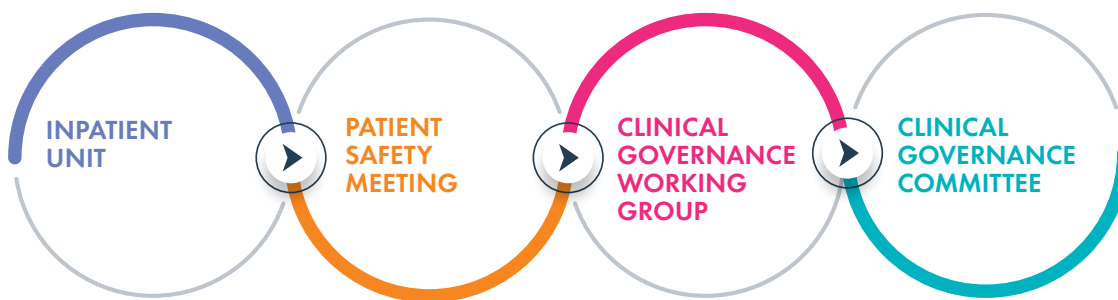 INPATIENT
UNIT
PATIENT
SAFETY
MEETING
CLINICAL
GOVERNANCE
WORKING
GROUP
CLINICAL
GOVERNANCE
COMMITTEE